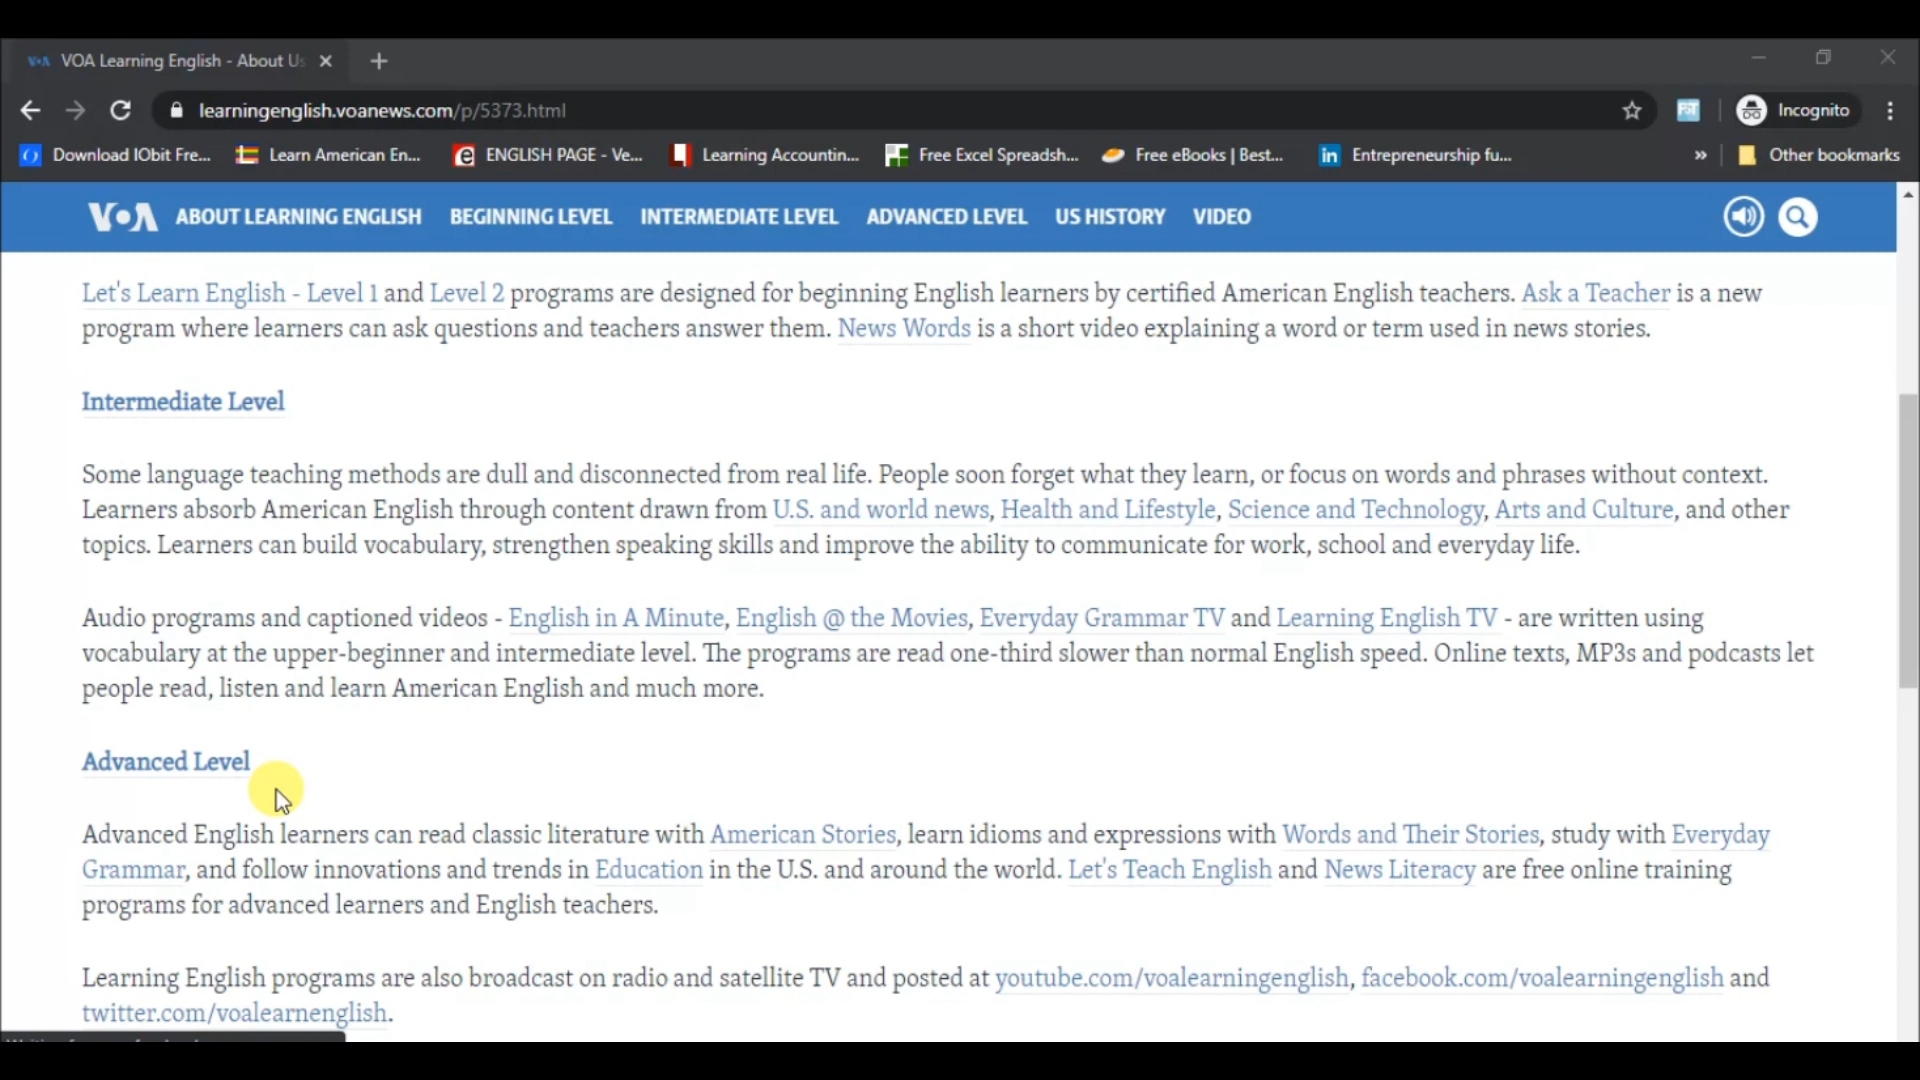 VOA Learning English - About Us
learningenglish.voanews.com/p/5373.html
Incognito
Download IObit Fre...
Learn American En...
ENGLISH PAGE - Ve...
Learning Accountin...
Free Excel Spreadsh...
Free eBooks | Best...
Entrepreneurship fu...
»
Other bookmarks
VOA ABOUT LEARNING ENGLISH BEGINNING LEVEL INTERMEDIATE LEVEL ADVANCED LEVEL US HISTORY VIDEO
Let's Learn English - Level 1 and Level 2 programs are designed for beginning English learners by certified American English teachers. Ask a Teacher is a new
program where learners can ask questions and teachers answer them. News Words is a short video explaining a word or term used in news stories.
Intermediate Level
Some language teaching methods are dull and disconnected from real life. People soon forget what they learn, or focus on words and phrases without context.
Learners absorb American English through content drawn from U.S. and world news, Health and Lifestyle, Science and Technology, Arts and Culture, and other
topics. Learners can build vocabulary, strengthen speaking skills and improve the ability to communicate for work, school and everyday life.
Audio programs and captioned videos - English in A Minute, English @ the Movies, Everyday Grammar TV and Learning English TV - are written using
vocabulary at the upper-beginner and intermediate level. The programs are read one-third slower than normal English speed. Online texts, MP3s and podcasts let
people read, listen and learn American English and much more.
Advanced Level
Advanced English learners can read classic literature with American Stories, learn idioms and expressions with Words and Their Stories, study with Everyday
Grammar, and follow innovations and trends in Education in the U.S. and around the world. Let's Teach English and News Literacy are free online training
programs for advanced learners and English teachers.
Learning English programs are also broadcast on radio and satellite TV and posted at youtube.com/voalearningenglish, facebook.com/voalearningenglish and
twitter.com/voalearnenglish.